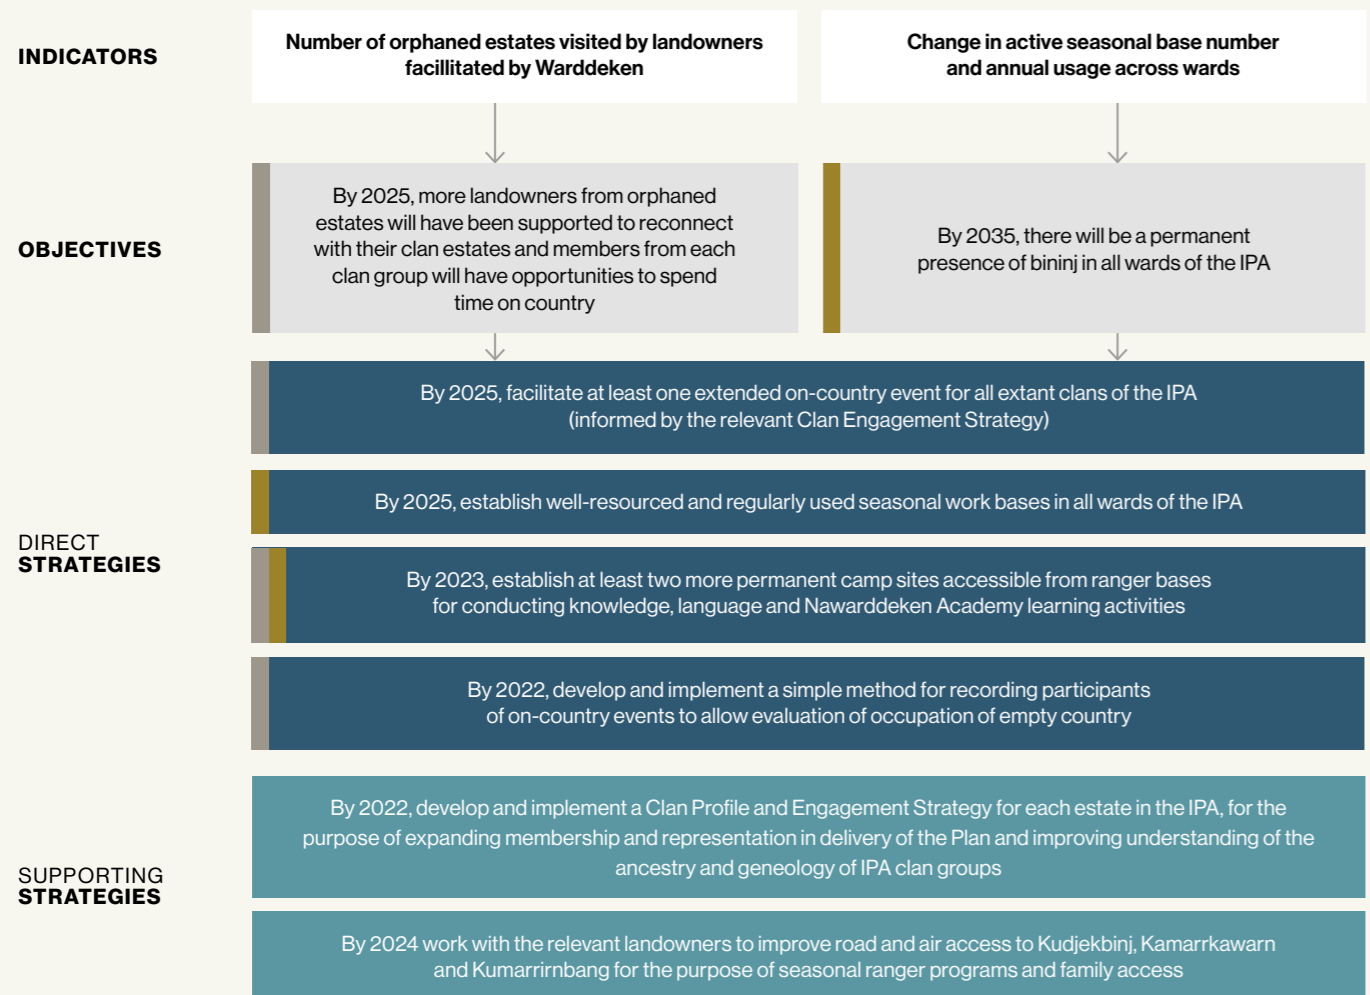 INDICATORS
Number of orphaned estates visited by landowners
facillitated by Warddeken
Change in active seasonal base number
and annual usage across wards
OBJECTIVES
By 2025, more landowners from orphaned
estates will have been supported to reconnect
with their clan estates and members from each
clan group will have opportunities to spend
time on country
By 2035, there will be a permanent
presence of bininj in all wards of the IPA
DIRECT
STRATEGIES
By 2025, facilitate at least one extended on-country event for all extant clans of the IPA
(informed by the relevant Clan Engagement Strategy)
By 2025, establish well-resourced and regularly used seasonal work bases in all wards of the IPA
By 2023, establish at least two more permanent camp sites accessible from ranger bases
for conducting knowledge, language and Nawarddeken Academy learning activities
By 2022, develop and implement a simple method for recording participants
of on-country events to allow evaluation of occupation of empty country
SUPPORTING
STRATEGIES
By 2022, develop and implement a Clan Profile and Engagement Strategy for each estate in the IPA, for the
purpose of expanding membership and representation in delivery of the Plan and improving understanding of the
ancestry and geneology of IPA clan groups
By 2024 work with the relevant landowners to improve road and air access to Kudjekbinj, Kamarrkawarn
and Kumarrirnbang for the purpose of seasonal ranger programs and family access